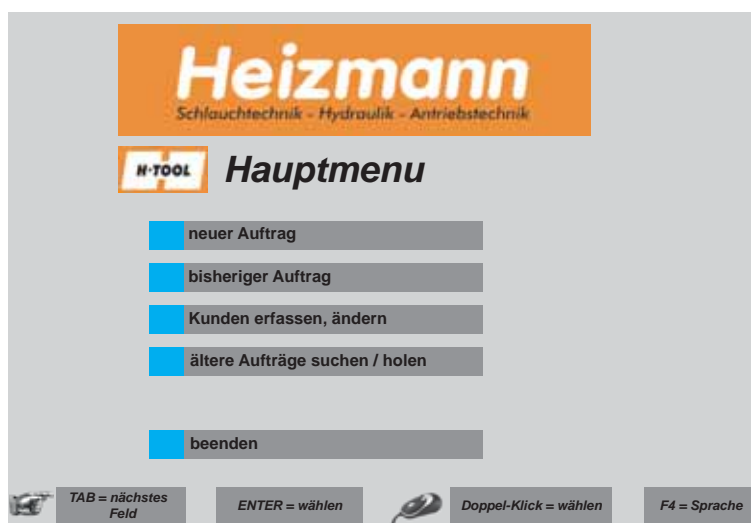 Heizmann
Schlauchtechnik - Hydraulik - Antriebstechnik
H-TOOL
Hauptmenu
neuer Auftrag
bisheriger Auftrag
Kunden erfassen, ändern
ältere Aufträge suchen / holen
beenden
TAB = nächstes
Feld
ENTER = wählen
Doppel-Klick = wählen
F4 = Sprache